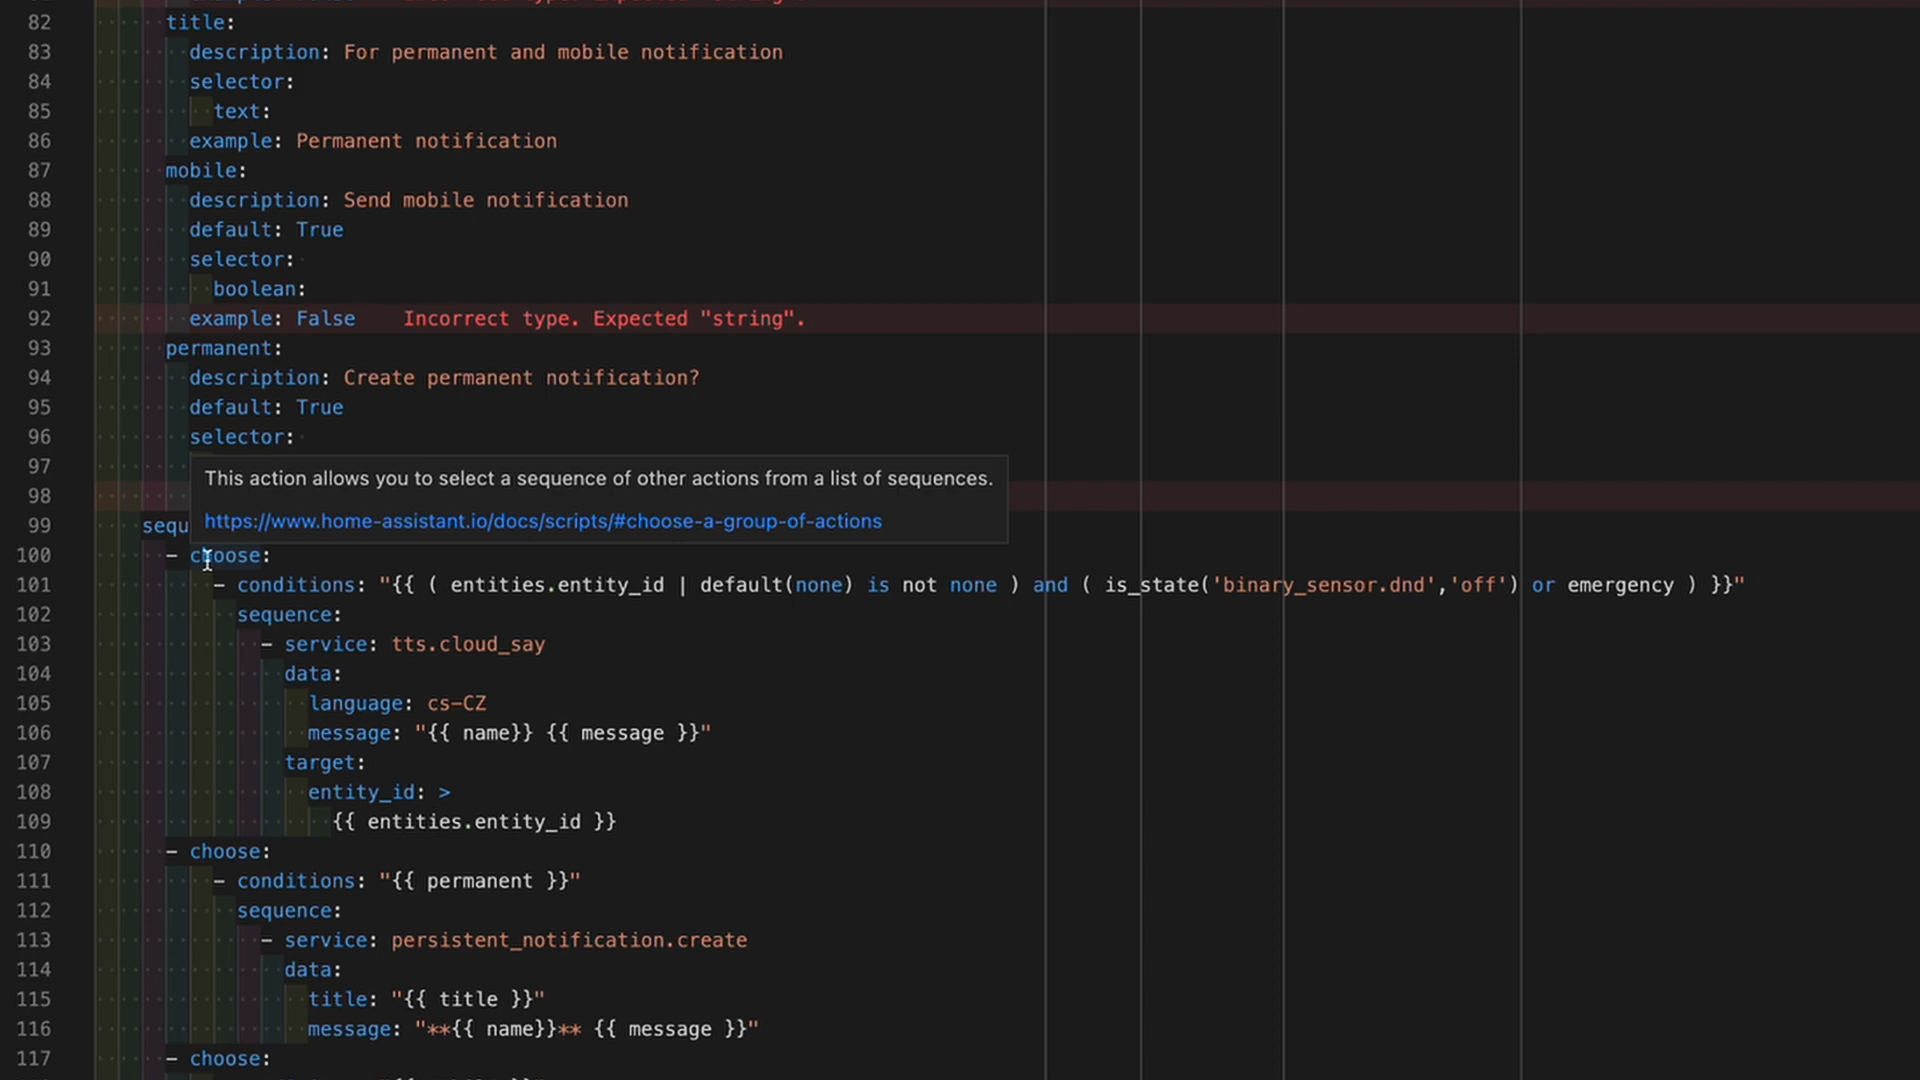 82 title:
83 description: For permanent and mobile notification
84 selector:
85 text:
86 example: Permanent notification
87 mobile:
88 description: Send mobile notification
89 default: True
90 selector:
91 boolean:
92 example: False Incorrect type. Expected "string".
93 permanent:
94 description: Create permanent notification?
95 default: True
96 selector:
97
This action allows you to select a sequence of other actions from a list of sequences.
98
https://www.home-assistant.io/docs/scripts/#choose-a-group-of-actions
99 sequ
100 - choose:
101 - conditions: "{{ ( entities.entity_id | default(none) is not none ) and ( is_state('binary_sensor.dnd','off') or emergency ) }}"
102 sequence:
103 - service: tts.cloud_say
104 data:
105 language: cs-CZ
106 message: "{{ name}} {{ message }}"
107 target:
108 entity_id: >
109 {{ entities.entity_id }}
110 - choose:
111 - conditions: "{{ permanent }}"
112 sequence:
113 - service: persistent_notification.create
114 data:
115 title: "{{ title }}"
116 message: "**{{ name}}** {{ message }}"
117 - choose: